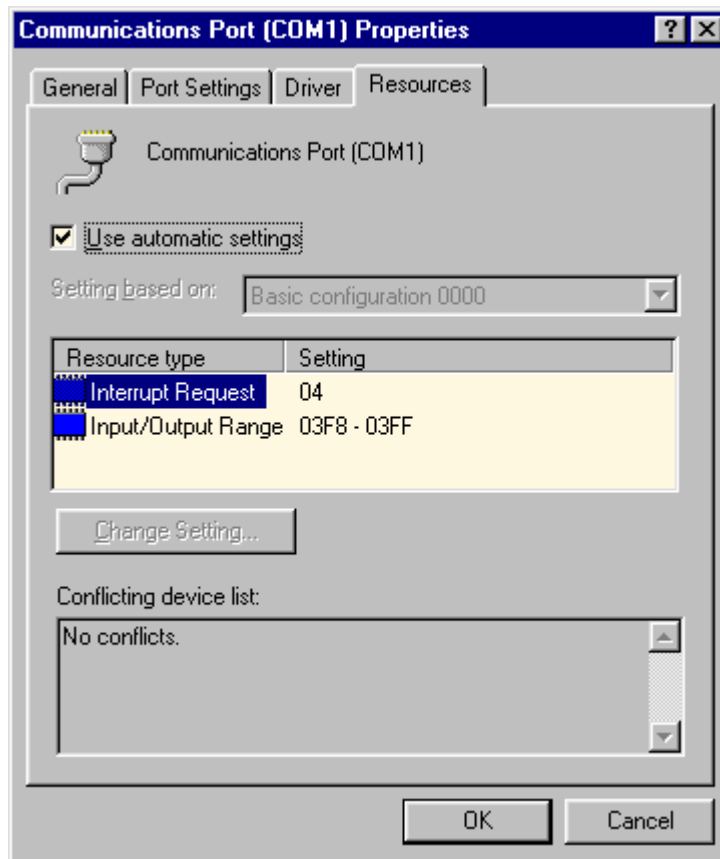 Communications Port (COM1) Properties
General Port Settings Driver Resources
Communications Port (COM1)
Use automatic settings
Setting based on: Basic configuration 0000
Resource type Setting
Interrupt Request 04
Input/Output Range 03F8 - 03FF
Change Setting...
Conflicting device list:
No conflicts.
OK Cancel